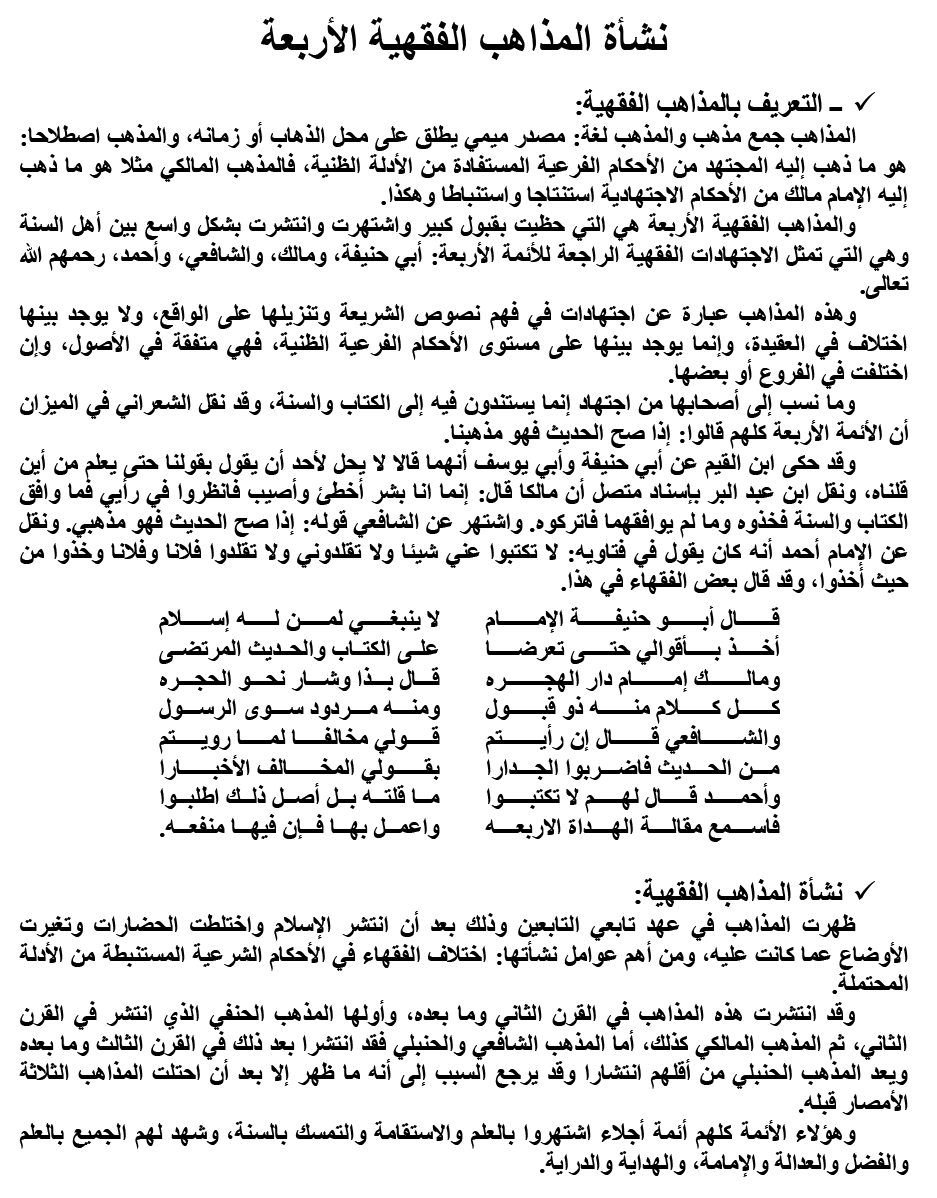 نشأة المذاهب الفقهية الأربعة
✓ – التعريف بالمذاهب الفقهية:
المذاهب جمع مذهب والمذهب لغة: مصدر ميمي يطلق على محل الذهاب أو زمانه، والمذهب اصطلاحا:
هو ما ذهب إليه المجتهد من الأحكام الفرعية المستفادة من الأدلة الظنية، فالمذهب المالكي مثلا هو ما ذهب
إليه الإمام مالك من الأحكام الاجتهادية استنتاجا واستنباطا وهكذا.
والمذاهب الفقهية الأربعة هي التي حظيت بقبول كبير واشتهرت وانتشرت بشكل واسع بين أهل السنة
وهي التي تمثل الاجتهادات الفقهية الراجعة للأئمة الأربعة: أبي حنيفة، ومالك، والشافعي، وأحمد، رحمهم الله
تعالى.
وهذه المذاهب عبارة عن اجتهادات في فهم نصوص الشريعة وتنزيلها على الواقع، ولا يوجد بينها
اختلاف في العقيدة، وإنما يوجد بينها على مستوى الأحكام الفرعية الظنية، فهي متفقة في الأصول، وإن
اختلفت في الفروع أو بعضها.
وما نسب إلى أصحابها من اجتهاد إنما يستندون فيه إلى الكتاب والسنة، وقد نقل الشعراني في الميزان
أن الأئمة الأربعة كلهم قالوا: إذا صح الحديث فهو مذهبنا.
وقد حكى ابن القيم عن أبي حنيفة وأبي يوسف أنهما قالا لا يحل لأحد أن يقول بقولنا حتى يعلم من أين
قلناه، ونقل ابن عبد البر بإسناد متصل أن مالكا قال: إنما انا بشر أخطئ وأصيب فانظروا في رأيي فما وافق
الكتاب والسنة فخذوه وما لم يوافقهما فاتركوه. واشتهر عن الشافعي قوله: إذا صح الحديث فهو مذهبي. ونقل
عن الإمام أحمد أنه كان يقول في فتاويه: لا تكتبوا عني شيئا ولا تقلدوني ولا تقلدوا فلانا وفلانا وخذوا من
حيث أخذوا، وقد قال بعض الفقهاء في هذا.
قال أبو حنيفة الإمام لا ينبغي لمن له إسلام
أخذ بأقوالي حتى تعرضا على الكتاب والحديث المرتضى
ومالك إمام دار الهجره قال بذا وشار نحو الحجره
كل كلام منه ذو قبول ومنه مردود سوى الرسول
والشافعي قال إن رأيتم قولي مخالفا لما رويتم
من الحديث فاضربوا الجدارا بقولي المخالف الأخبارا
وأحمد قال لهم لا تكتبوا ما قلته بل أصل ذلك اطلبوا
فاسمع مقالة الهداة الاربعه واعمل بها فإن فيها منفعه.
✓ نشأة المذاهب الفقهية:
ظهرت المذاهب في عهد تابعي التابعين وذلك بعد أن انتشر الإسلام واختلطت الحضارات وتغيرت
الأوضاع عما كانت عليه، ومن أهم عوامل نشأتها: اختلاف الفقهاء في الأحكام الشرعية المستنبطة من الأدلة
المحتملة.
وقد انتشرت هذه المذاهب في القرن الثاني وما بعده، وأولها المذهب الحنفي الذي انتشر في القرن
الثاني، ثم المذهب المالكي كذلك، أما المذهب الشافعي والحنبلي فقد انتشرا بعد ذلك في القرن الثالث وما بعده
ويعد المذهب الحنبلي من أقلهم انتشارا وقد يرجع السبب إلى أنه ما ظهر إلا بعد أن احتلت المذاهب الثلاثة
الأمصار قبله.
وهؤلاء الأئمة كلهم أئمة أجلاء اشتهروا بالعلم والاستقامة والتمسك بالسنة، وشهد لهم الجميع بالعلم
والفضل والعدالة والإمامة، والهداية والدراية.